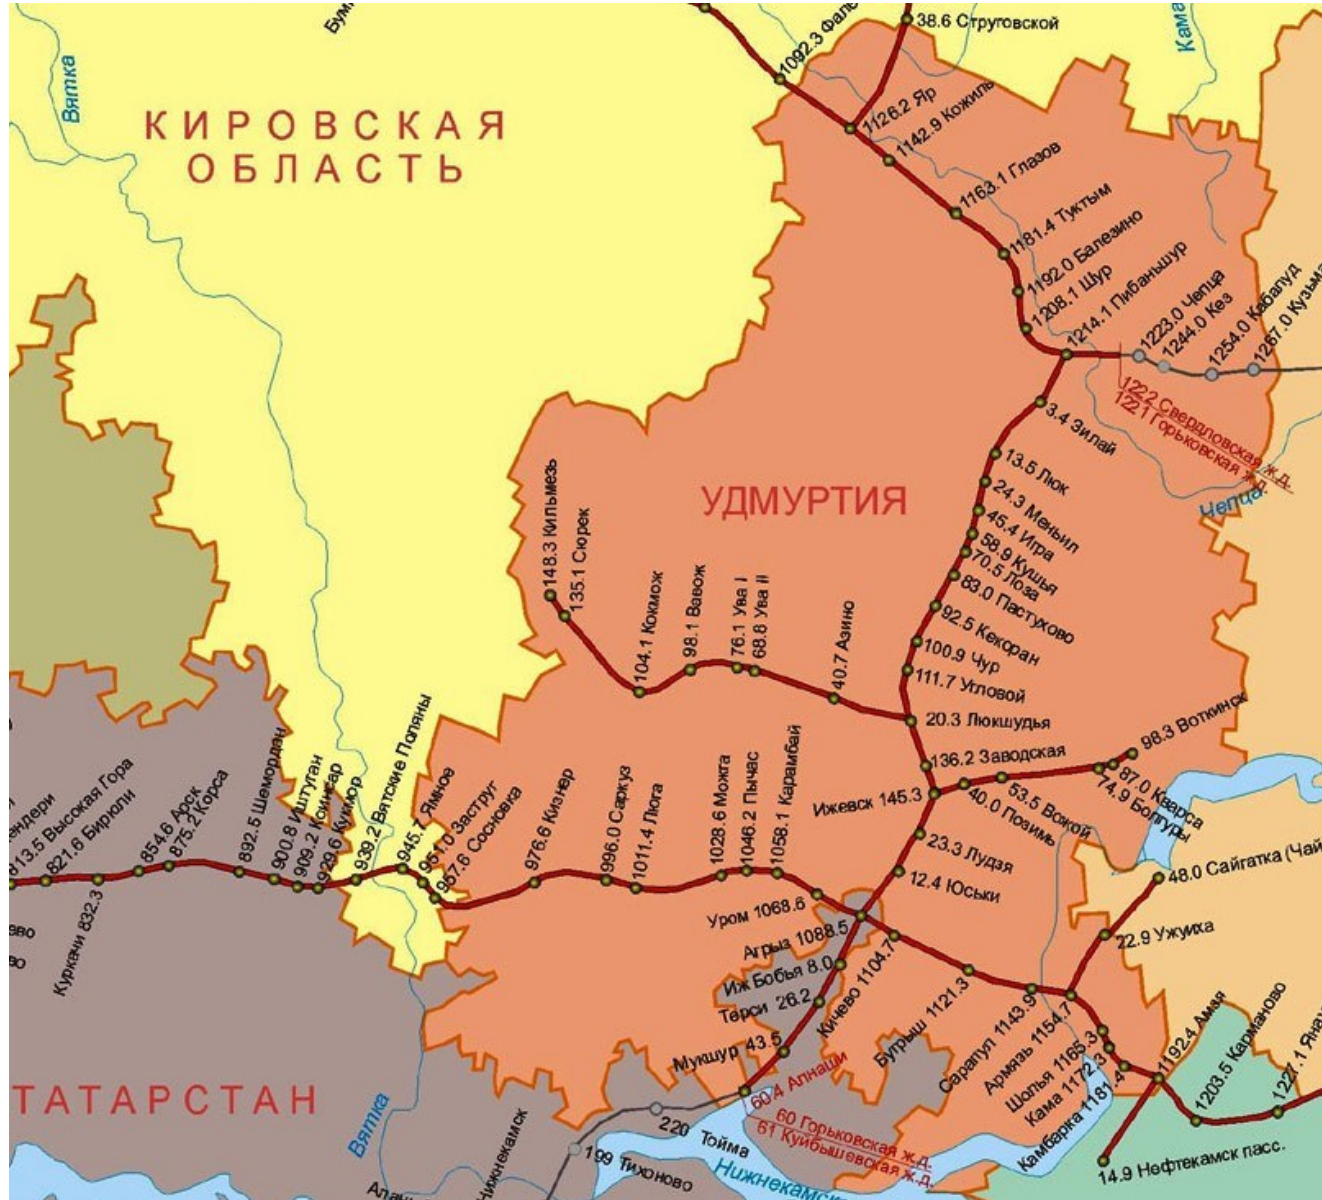 Вятка
КИРОВСКАЯ
ОБЛАСТЬ
38.6 Струговской
Кама
1126.2 Яр
1163.1 Глазов
1181.4 Туктым
1192.0 Балезино
1208.1 Шур
1214.1 Пибаньшур
1223.0 Чепца
1244.0 Кез
1254.0 Кабалуд
1267.0
1222 Свердловская ж.д.
1221 Горьковская ж.д.
Чепца
УДМУРТИЯ
3.4 Зилай
13.5 Люк
24.3 Меньил
45.4 Игра
58.9 Кушья
70.5 Лоза
83.0 Пастухово
92.5 Кекоран
100.9 Чур
111.7 Угловой
20.3 Люкшудья
148.3 Кильмезь
135.1 Сюрек
104.1 Кокмож
98.1 Вавож
76.1 Ува I
68.8 Ува II
40.7 Азино
136.2 Заводская
98.3 Воткинск
87.0 Кварса
74.9 Болгуры
53.5 Вожой
40.0 Позимь
Ижевск 145.3
23.3 Лудзя
12.4 Юськи
813.5 Высокая Гора
821.6 Бирюли
Куркачи 832.3
854.6 Арск
875.2 Корса
892.5 Шемордан
900.8 Иштуган
909.2 Коинсар
929.6 Кукмор
939.2 Вятские Поляны
945.7 Ямное
951.0 Заструг
957.6 Сосновка
976.6 Кизнер
996.0 Саркуз
1011.4 Люга
1028.6 Можга
1046.2 Пычас
1058.1 Карамбай
Уром 1068.6
Агрыз 1088.5
Иж Бобья 8.0
Терси 26.2
Мукшур 43.5
60.4 Алнаши
Кичево 1104.7
Бугрыш 1121.3
Сарапул 1143.9
Армязь 1154.7
48.0 Сайгатка
22.9 Ужуиха
Шолья 1165.3
Кама 1172.3
Камбарка 1181.4
1192.4 Амзя
1203.5 Карманово
1227.1
14.9 Нефтекамск пасс.
60 Горьковская ж.д.
61 Куйбышевская ж.д.
ТАТАРСТАН
Вятка
220 Тойма
199 Тихоново